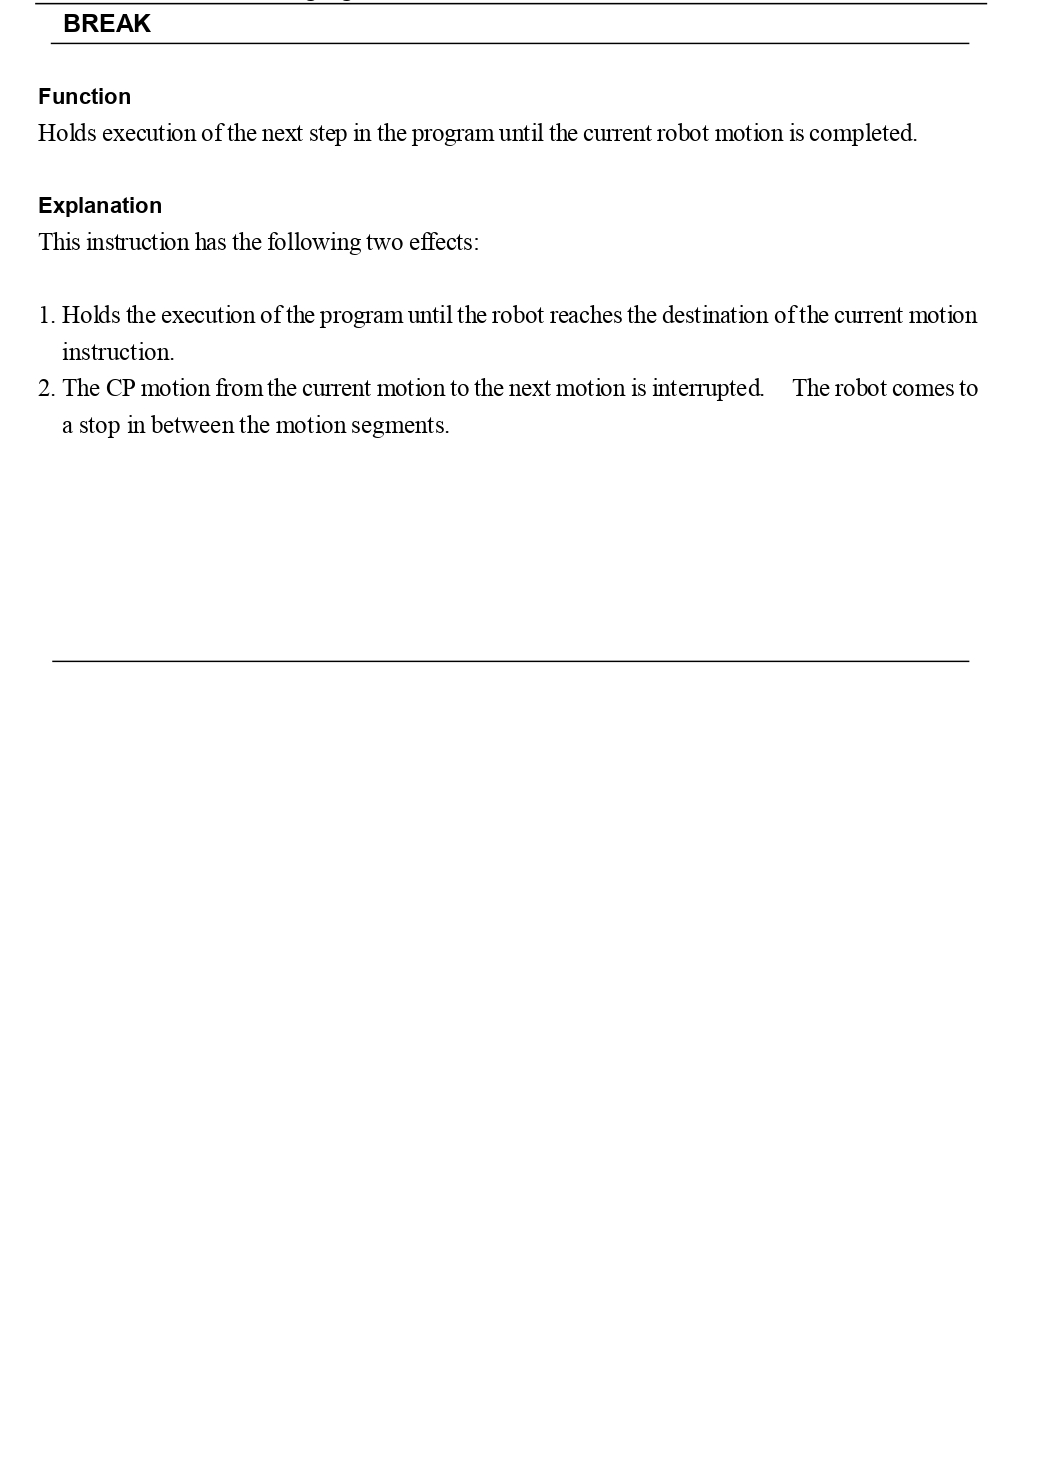 BREAK
Function
Holds execution of the next step in the program until the current robot motion is completed.
Explanation
This instruction has the following two effects:
1. Holds the execution of the program until the robot reaches the destination of the current motion
instruction.
2. The CP motion from the current motion to the next motion is interrupted. The robot comes to
a stop in between the motion segments.